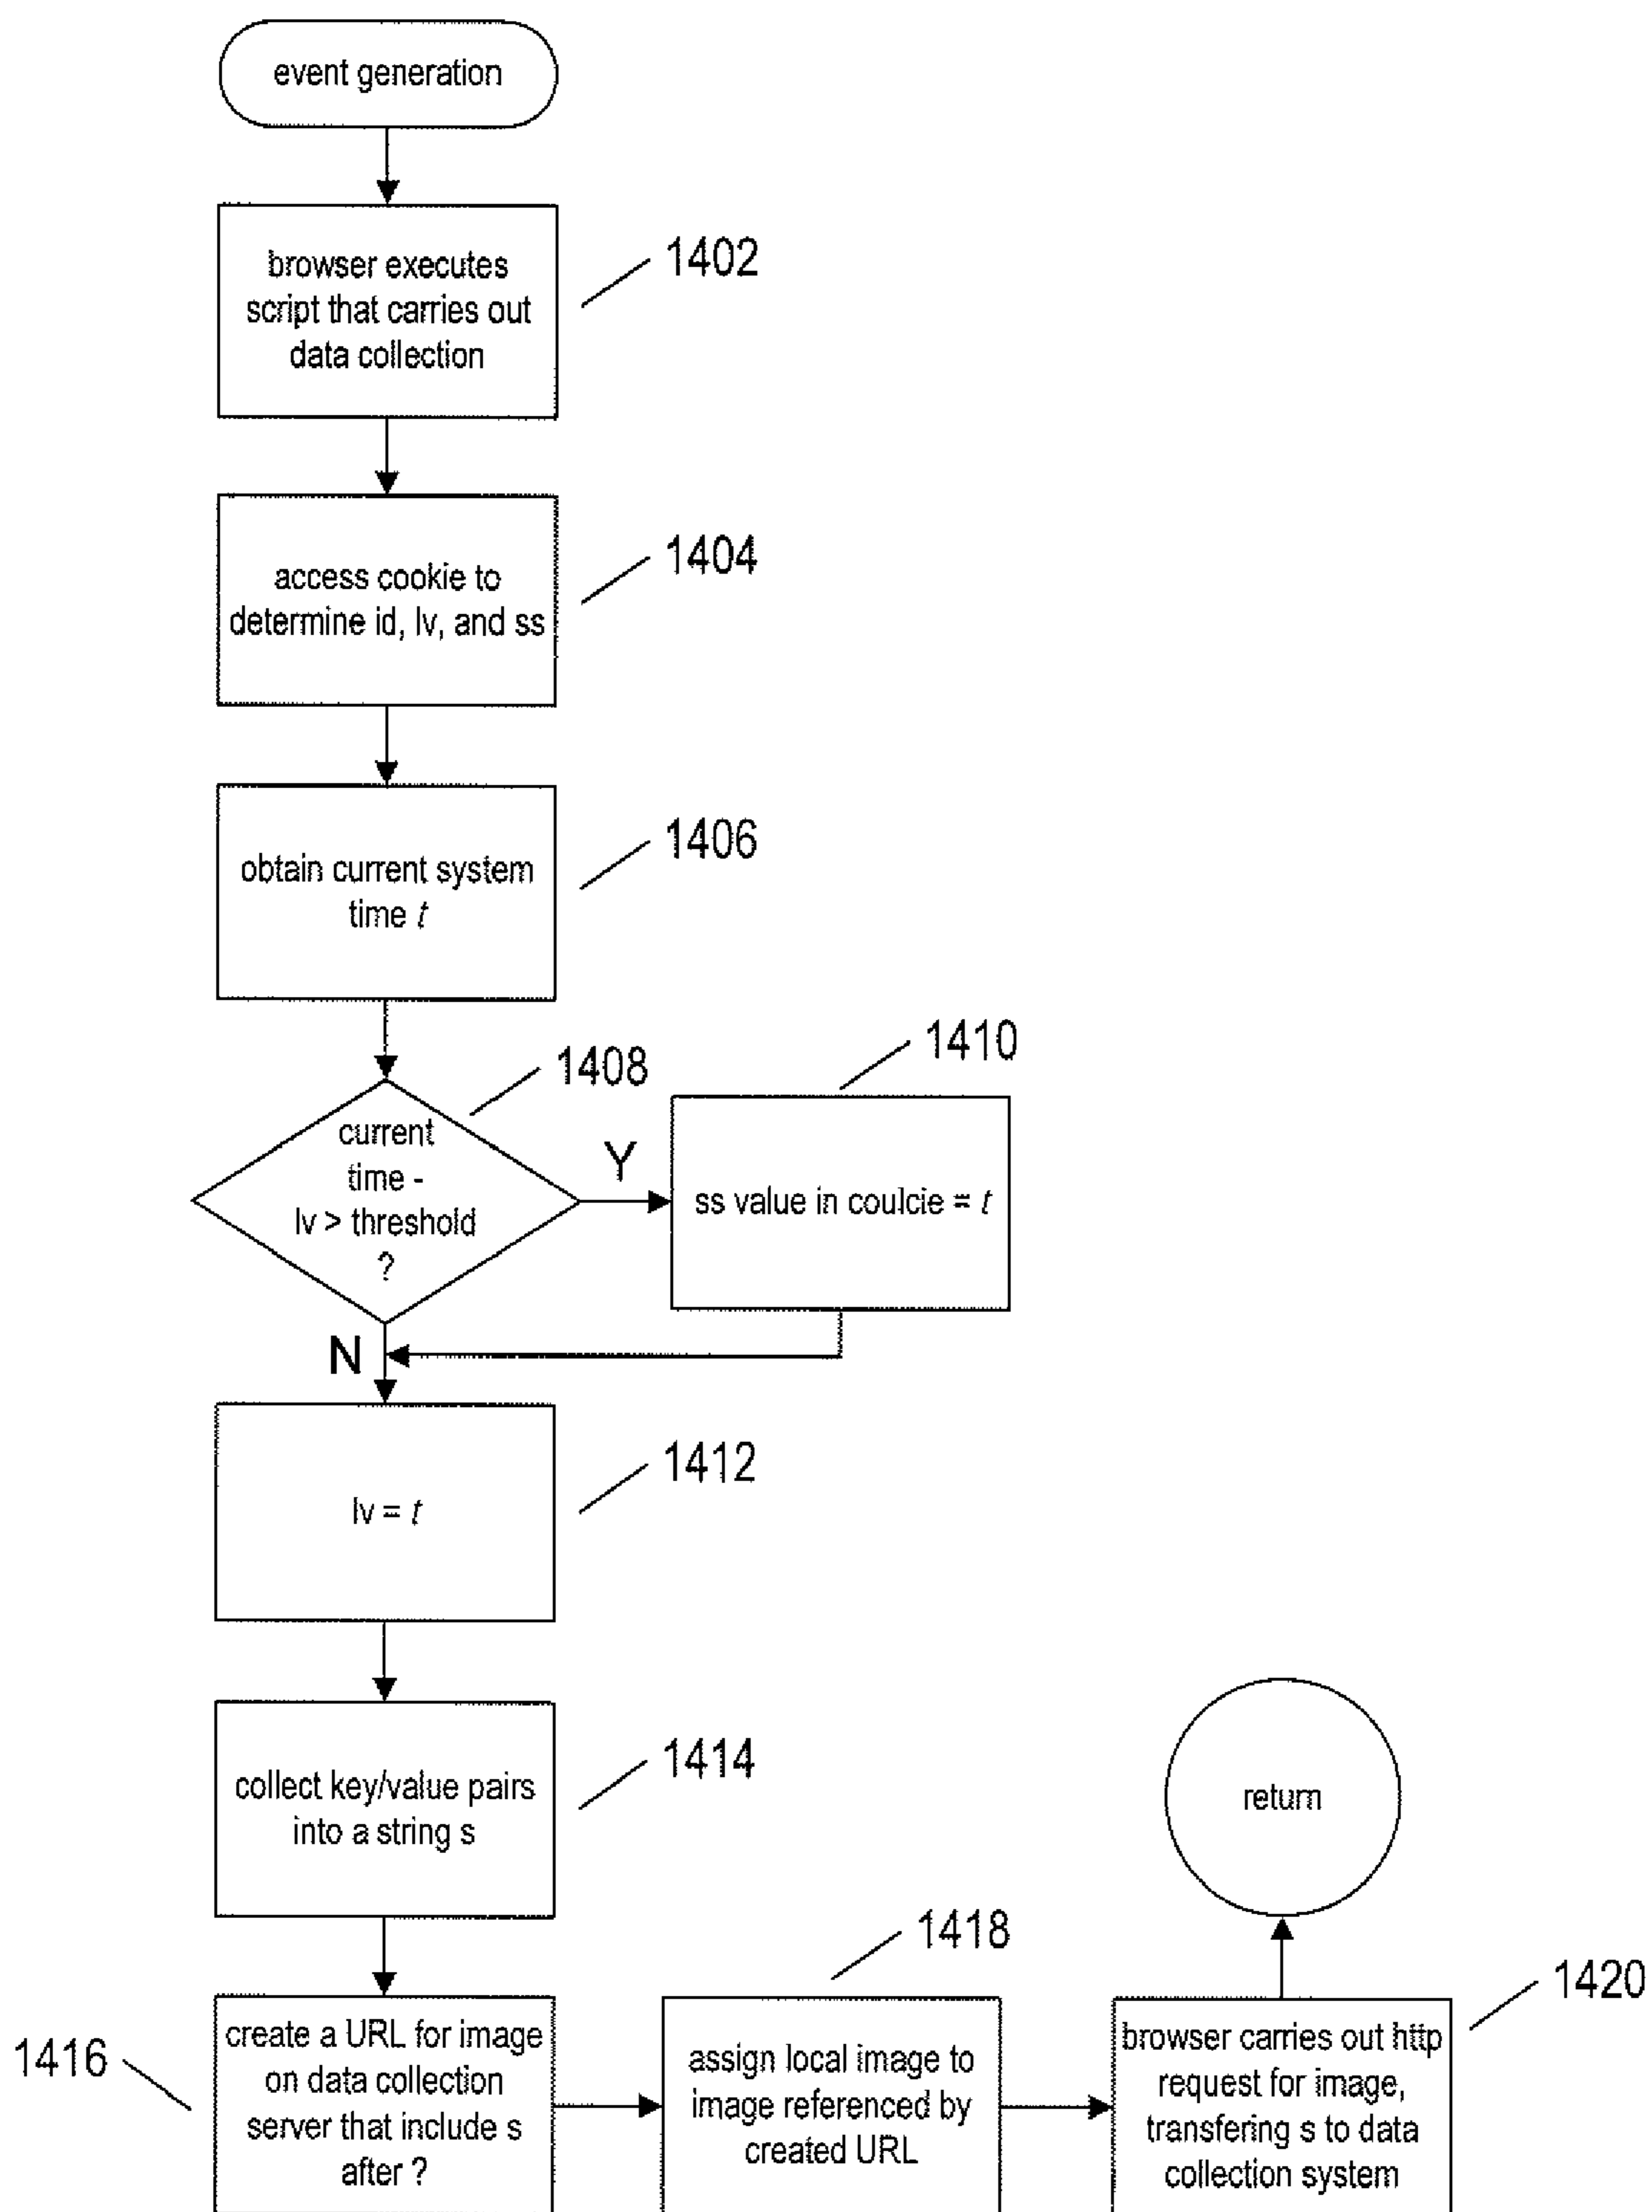 event generation
browser executes
script that carries out
data collection
1402
access cookie to
determine id, lv, and ss
1404
obtain current system
time t
1406
current
time -
lv > threshold
?
1408
Y
N
ss value in coulcie = t
1410
lv = t
1412
collect key/value pairs
into a string s
1414
create a URL for image
on data collection
server that include s
after ?
1416
assign local image to
image referenced by
created URL
1418
browser carries out http
request for image,
transfering s to data
collection system
1420
return